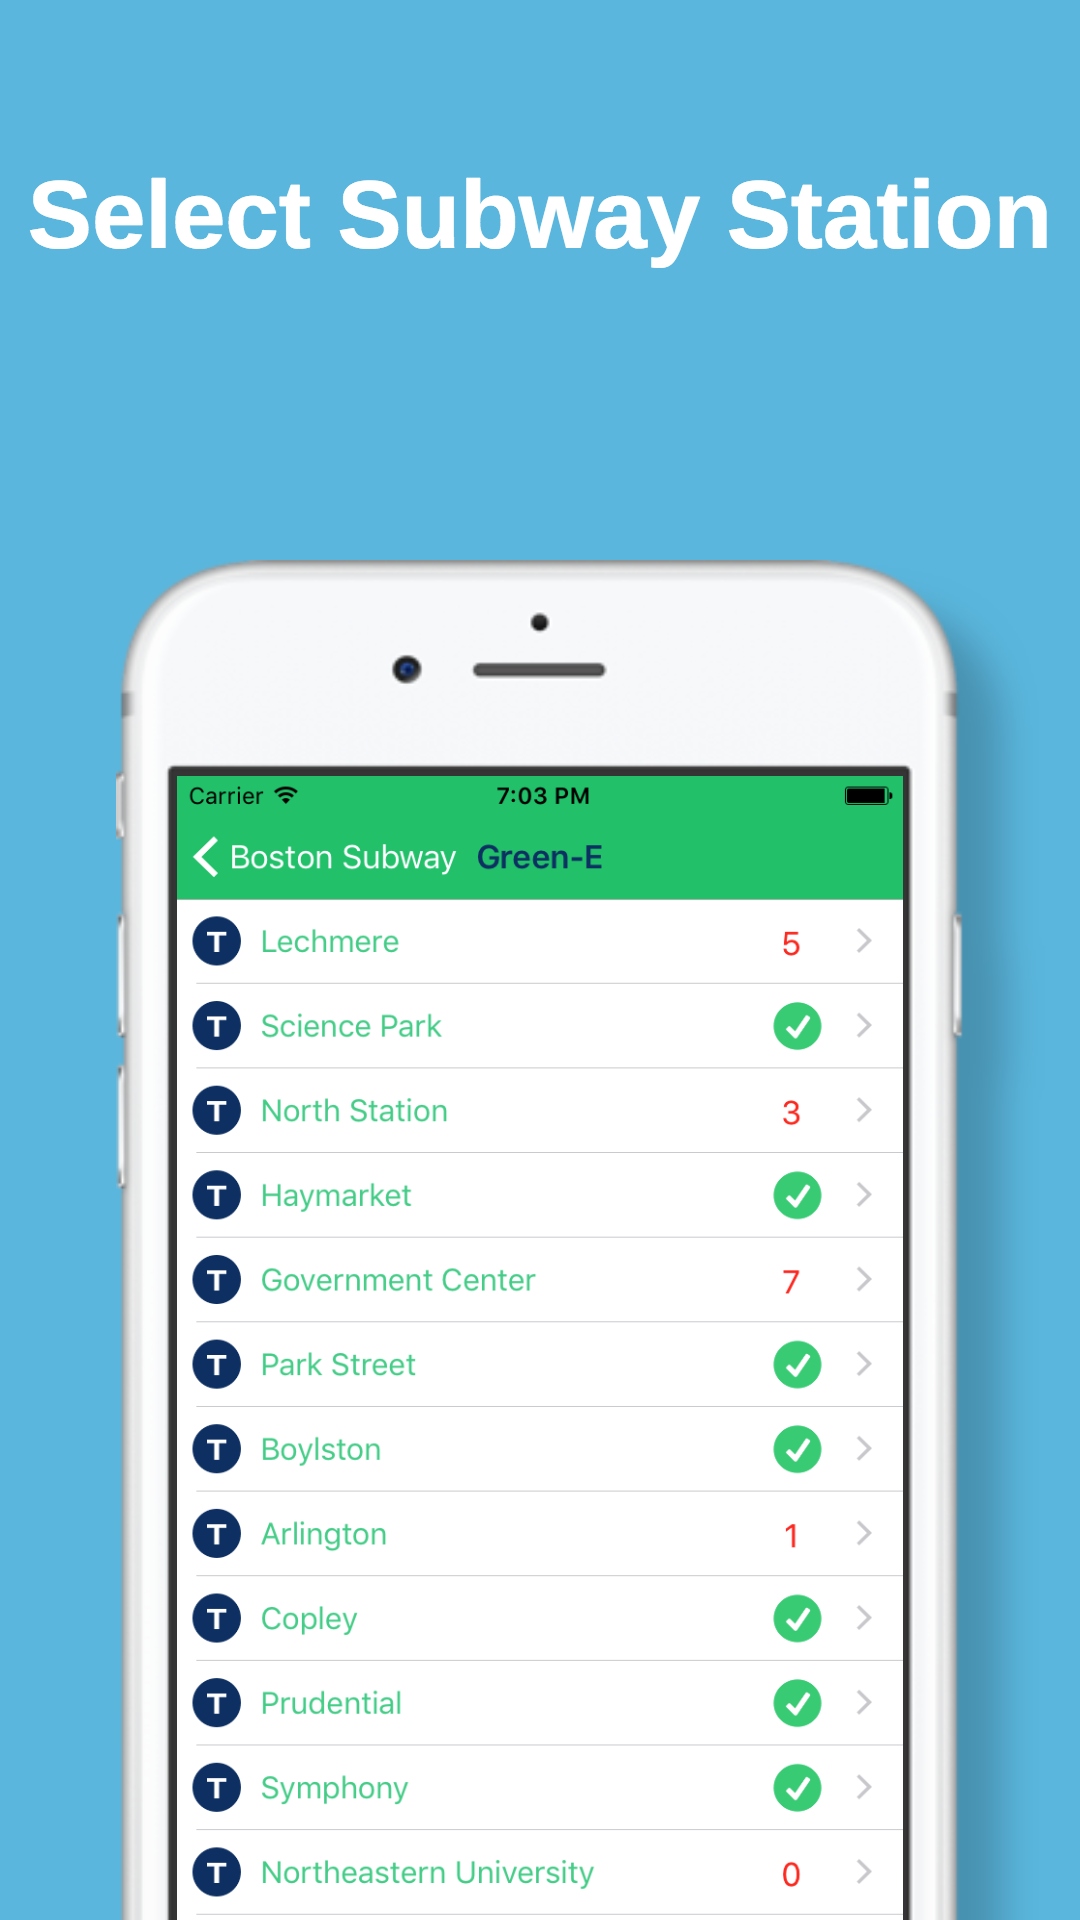 Select Subway Station
Carrier 7:03 PM
Boston Subway Green-E
T Lechmere 5
T Science Park
T North Station 3
T Haymarket
T Government Center 7
T Park Street
T Boylston
T Arlington 1
T Copley
T Prudential
T Symphony
T Northeastern University 0